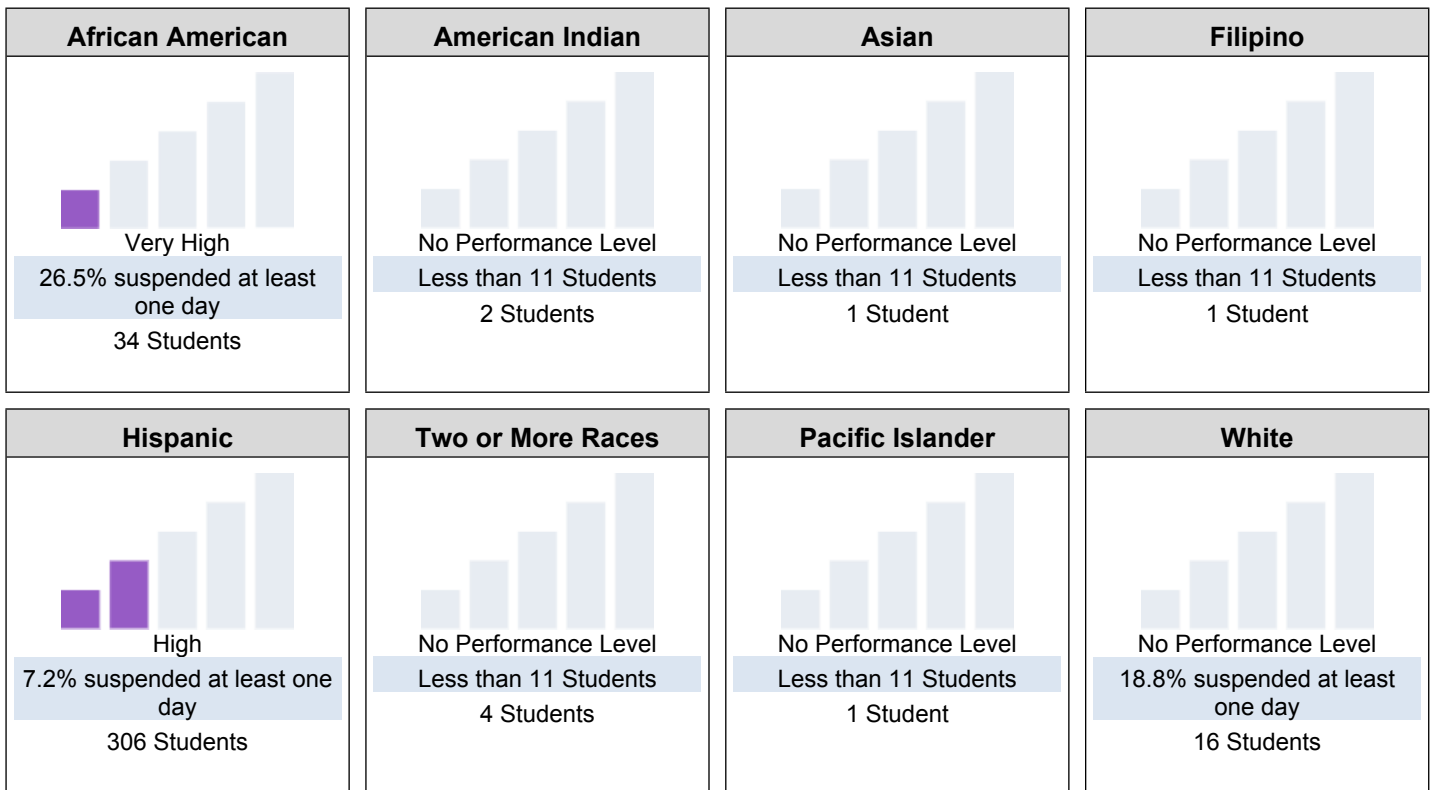 African American
Very High
26.5% suspended at least
one day
34 Students
American Indian
No Performance Level
Less than 11 Students
2 Students
Asian
No Performance Level
Less than 11 Students
1 Student
Filipino
No Performance Level
Less than 11 Students
1 Student
Hispanic
High
7.2% suspended at least one
day
306 Students
Two or More Races
No Performance Level
Less than 11 Students
4 Students
Pacific Islander
No Performance Level
Less than 11 Students
1 Student
White
No Performance Level
18.8% suspended at least
one day
16 Students